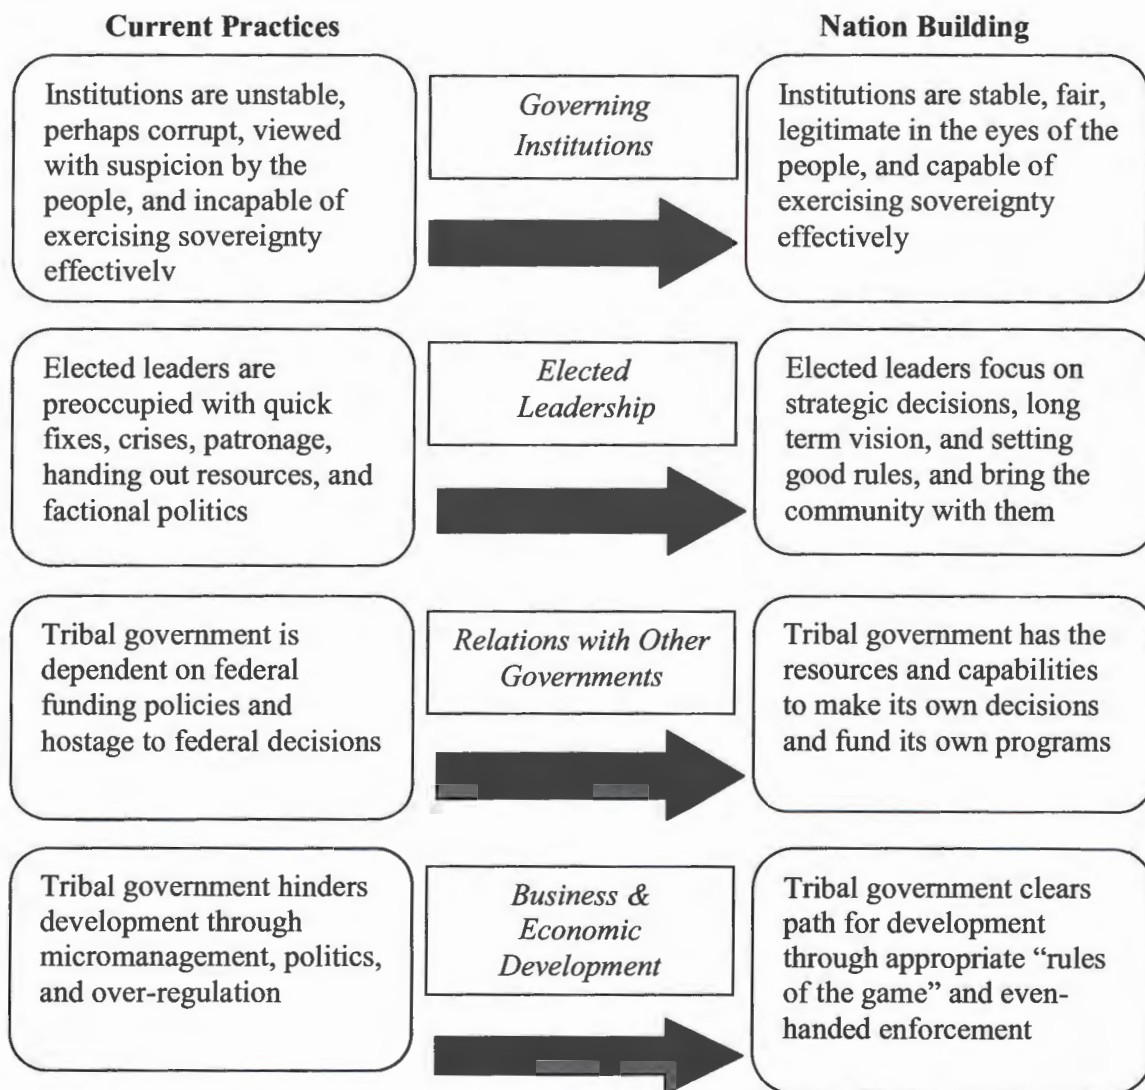 Current Practices
Nation Building
Institutions are unstable,
perhaps corrupt, viewed
with suspicion by the
people, and incapable of
exercising sovereignty
effectively
Governing
Institutions
Institutions are stable, fair,
legitimate in the eyes of the
people, and capable of
exercising sovereignty
effectively
Elected leaders are
preoccupied with quick
fixes, crises, patronage,
handing out resources, and
factional politics
Elected
Leadership
Elected leaders focus on
strategic decisions, long
term vision, and setting
good rules, and bring the
community with them
Tribal government is
dependent on federal
funding policies and
hostage to federal decisions
Relations with Other
Governments
Tribal government has the
resources and capabilities
to make its own decisions
and fund its own programs
Tribal government hinders
development through
micromanagement, politics,
and over-regulation
Business &
Economic
Development
Tribal government clears
path for development
through appropriate “rules
of the game” and even-
handed enforcement